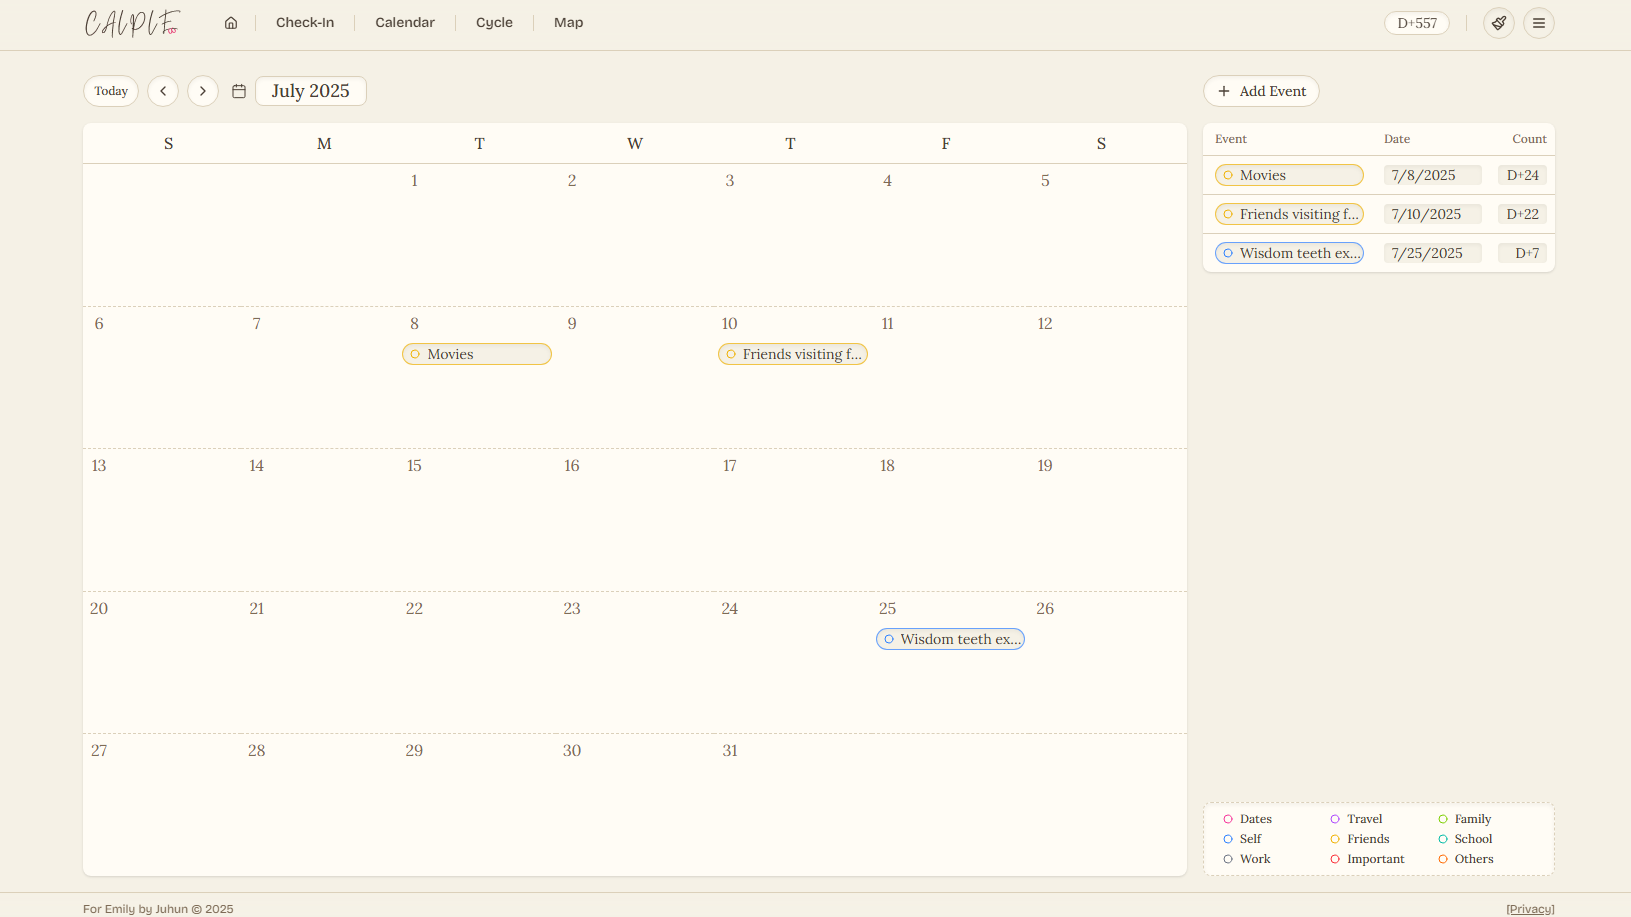 CALPLE
Check-In Calendar Cycle Map
D+557
Today July 2025
Add Event
S M T W T F S
1 2 3 4 5
6 7 8 9 10 11 12
Movies Friends visiting f...
13 14 15 16 17 18 19
20 21 22 23 24 25 26
Wisdom teeth ex...
27 28 29 30 31
Event Date Count
Movies 7/8/2025 D+24
Friends visiting f... 7/10/2025 D+22
Wisdom teeth ex... 7/25/2025 D+7
Dates Travel Family
Self Friends School
Work Important Others
For Emily by Juhun © 2025
[Privacy]